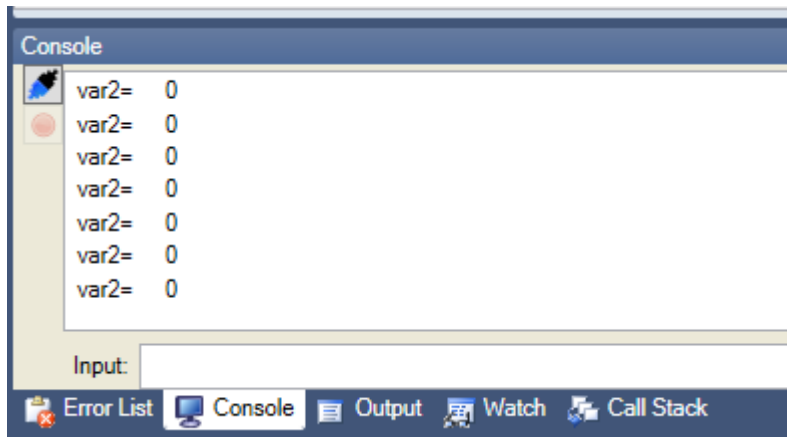 Console
var2= 0
var2= 0
var2= 0
var2= 0
var2= 0
var2= 0
var2= 0
Input:
Error List Console Output Watch Call Stack